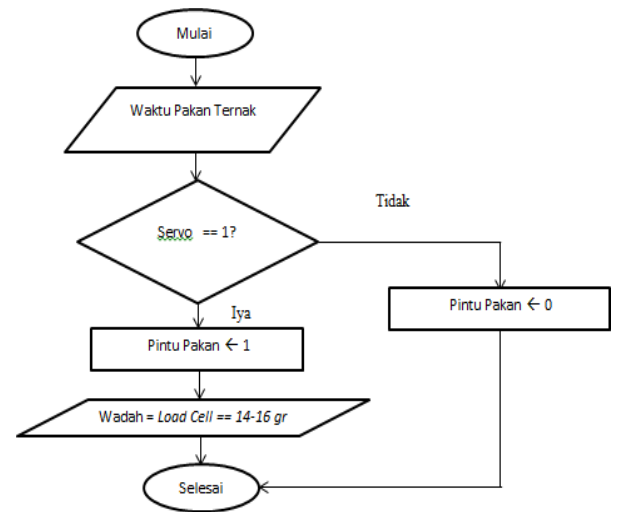 Mulai
Waktu Pakan Ternak
Tidak
Servo == 1?
Pintu Pakan ← 0
Iya
Pintu Pakan ← 1
Wadah = Load Cell == 14-16 gr
Selesai